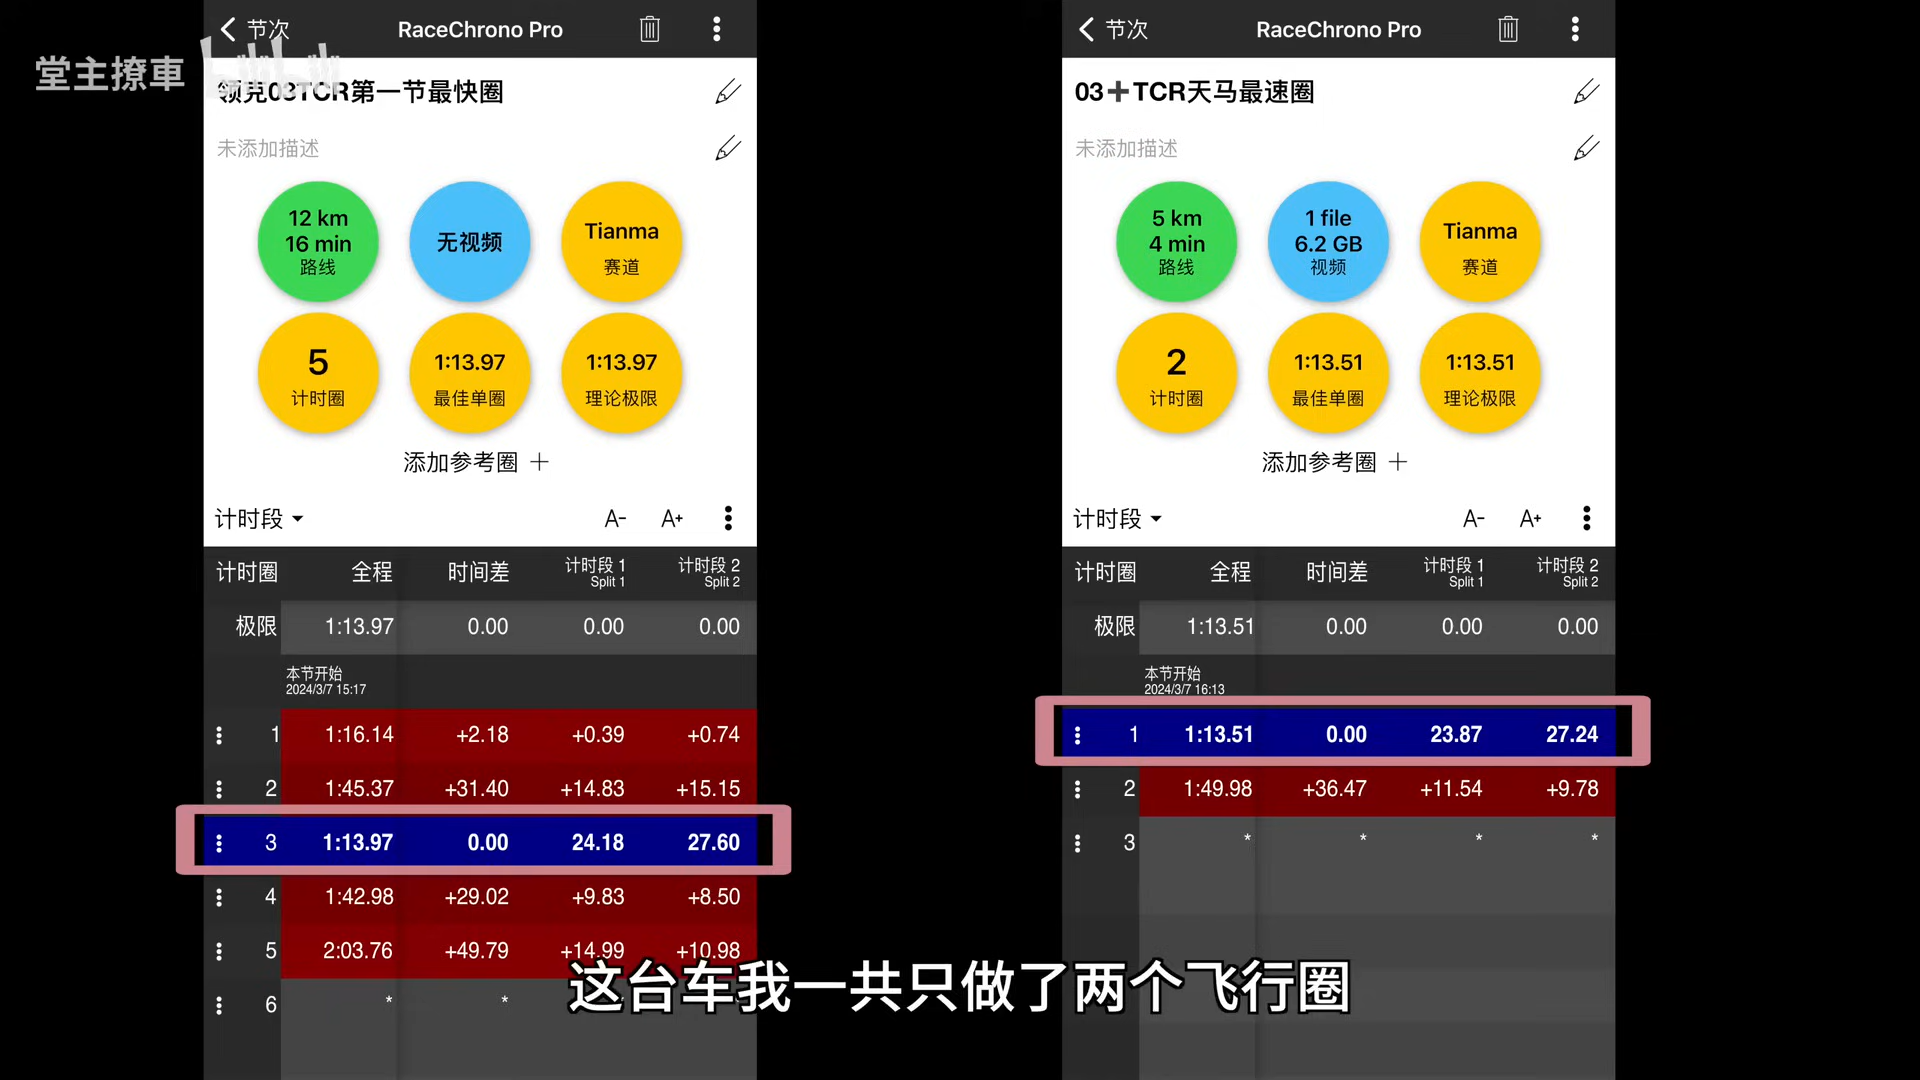 堂主撩車
节次
RaceChrono Pro
领克03TCR第一节最快圈
未添加描述
12 km
16 min
路线
无视频
Tianma
赛道
5
计时圈
1:13.97
最佳单圈
1:13.97
理论极限
添加参考圈 +
计时段 A- A+
计时圈 全程 时间差 计时段 1 Split 1 计时段 2 Split 2
极限 1:13.97 0.00 0.00 0.00
本节开始
2024/3/7 15:17
1 1:16.14 +2.18 +0.39 +0.74
2 1:45.37 +31.40 +14.83 +15.15
3 1:13.97 0.00 24.18 27.60
4 1:42.98 +29.02 +9.83 +8.50
5 2:03.76 +49.79 +14.99 +10.98
6 * *
节次
RaceChrono Pro
03➕TCR天马最速圈
未添加描述
5 km
4 min
路线
1 file
6.2 GB
视频
Tianma
赛道
2
计时圈
1:13.51
最佳单圈
1:13.51
理论极限
添加参考圈 +
计时段 A- A+
计时圈 全程 时间差 计时段 1 Split 1 计时段 2 Split 2
极限 1:13.51 0.00 0.00 0.00
本节开始
2024/3/7 16:13
1 1:13.51 0.00 23.87 27.24
2 1:49.98 +36.47 +11.54 +9.78
3 * * * *
这台车我一共只做了两个飞行圈